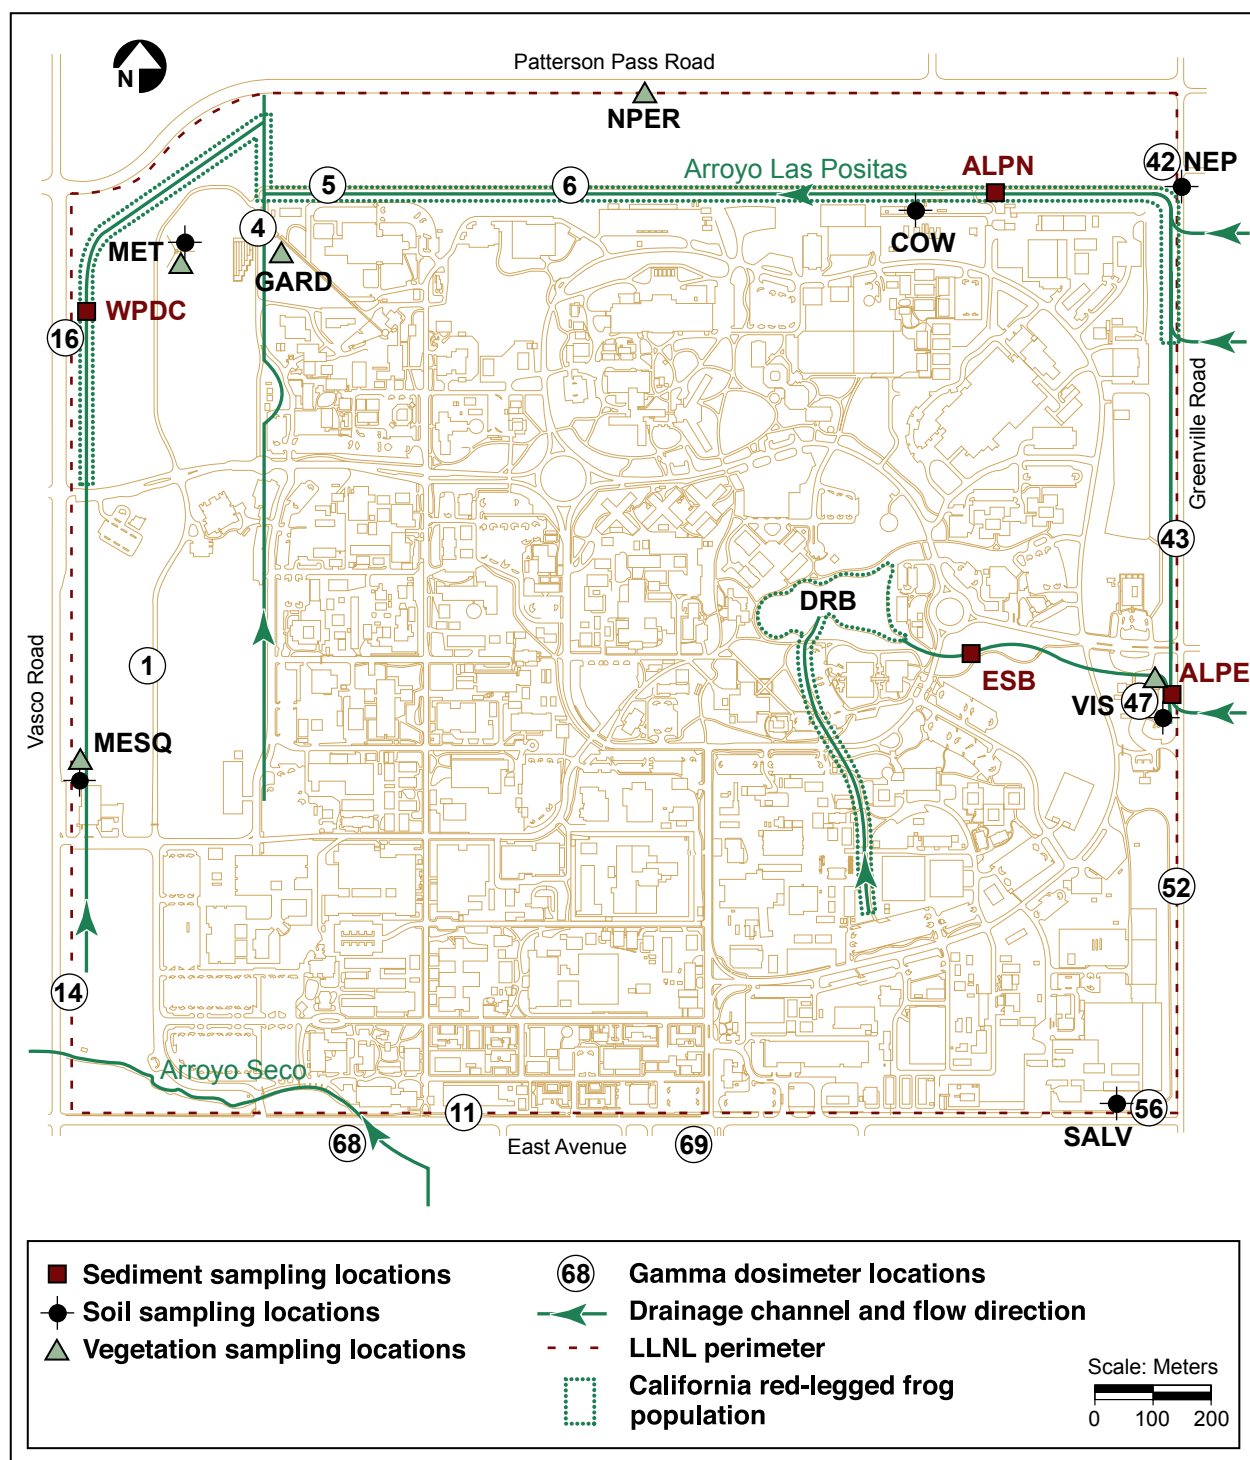 Patterson Pass Road
N
NPER
Arroyo Las Positas
ALPN
42
NEP
5
6
4
MET
GARD
COW
WPDC
16
Greenville Road
43
DRB
Vasco Road
1
ESB
ALPE
VIS
47
MESQ
52
14
Arroyo Seco
11
56
68
East Avenue
69
SALV
Sediment sampling locations
Soil sampling locations
Vegetation sampling locations
68
Gamma dosimeter locations
Drainage channel and flow direction
LLNL perimeter
California red-legged frog
population
Scale: Meters
0 100 200